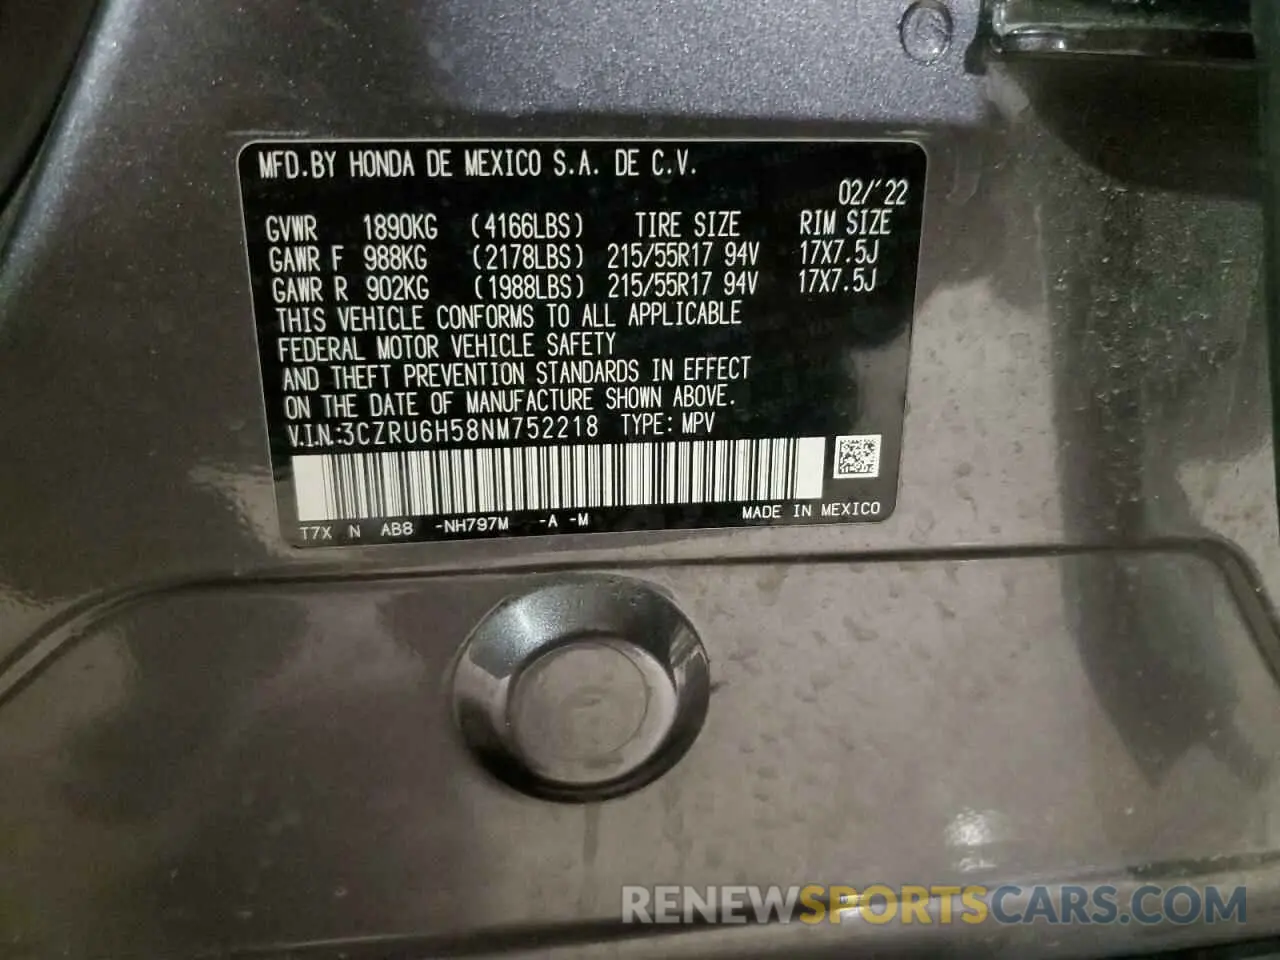 MFD.BY HONDA DE MEXICO S.A. DE C.V.
02/'22
GVWR 1890KG (4166LBS) TIRE SIZE RIM SIZE
GAWR F 988KG (2178LBS) 215/55R17 94V 17X7.5J
GAWR R 902KG (1988LBS) 215/55R17 94V 17X7.5J
THIS VEHICLE CONFORMS TO ALL APPLICABLE
FEDERAL MOTOR VEHICLE SAFETY
AND THEFT PREVENTION STANDARDS IN EFFECT
ON THE DATE OF MANUFACTURE SHOWN ABOVE.
V.I.N.:3CZRU6H58NM752218 TYPE: MPV
T7X N AB8 -NH797M -A -M MADE IN MEXICO
RENEWSPORTSCARS.COM